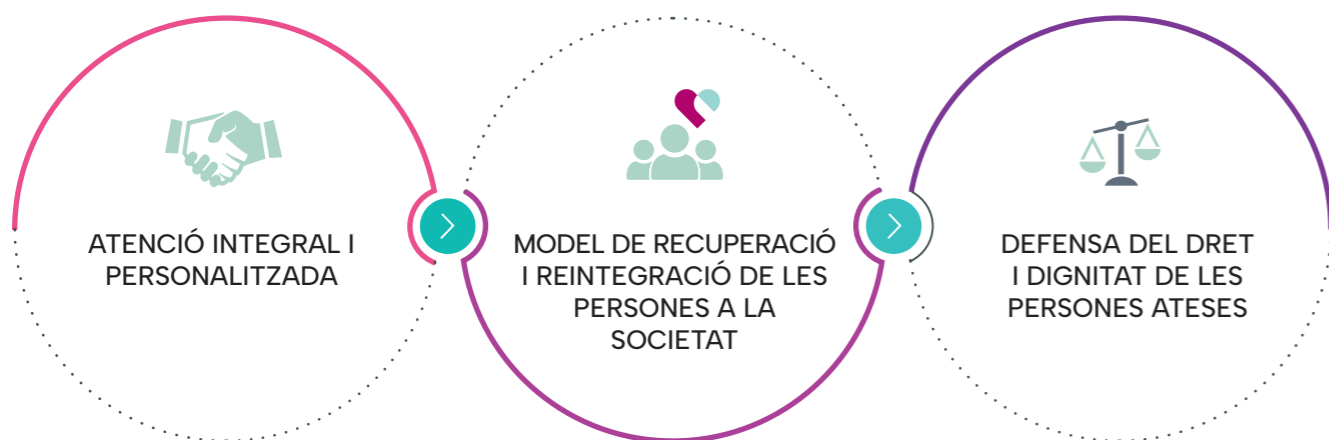 ATENCIÓ INTEGRAL I
PERSONALITZADA
MODEL DE RECUPERACIÓ
I REINTEGRACIÓ DE LES
PERSONES A LA
SOCIETAT
DEFENSA DEL DRET
I DIGNITAT DE LES
PERSONES ATESES